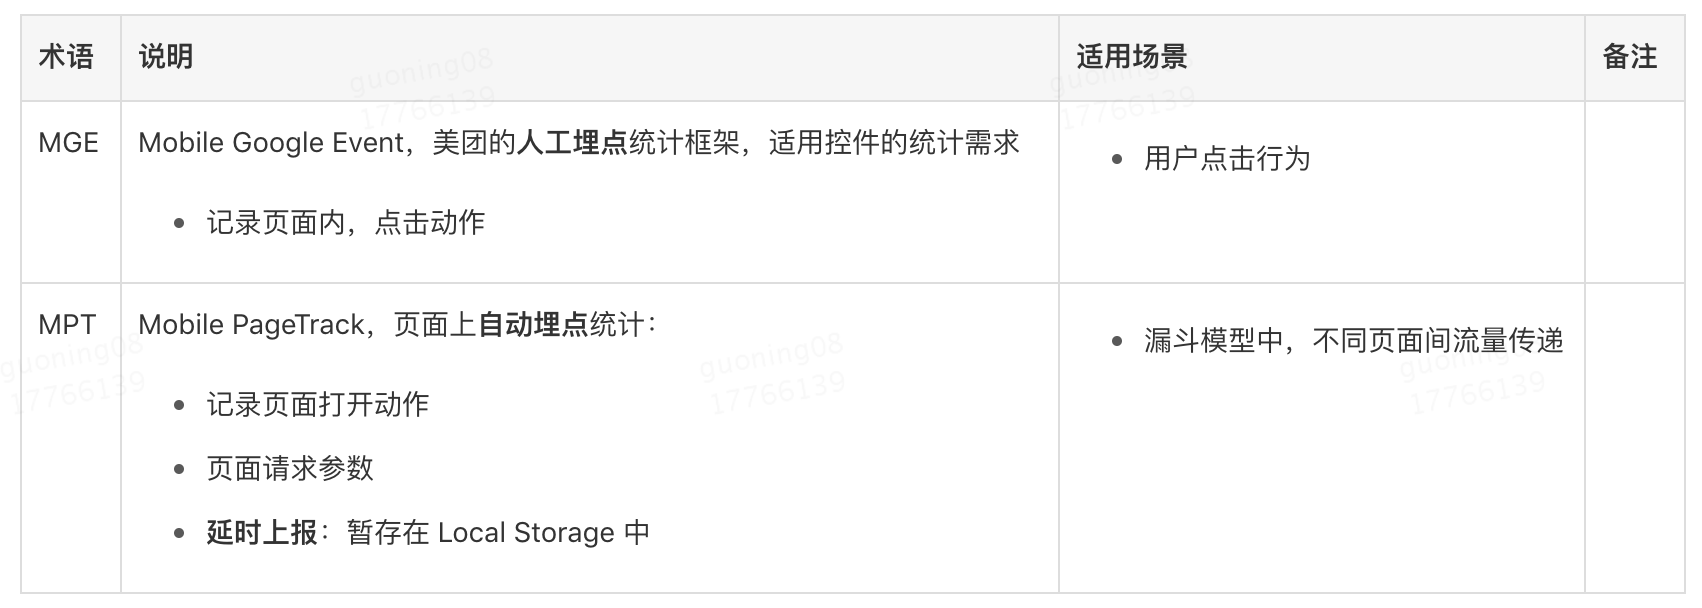 术语 说明 适用场景 备注
MGE Mobile Google Event，美团的人工埋点统计框架，适用控件的统计需求
用户点击行为
记录页面内，点击动作
MPT Mobile PageTrack，页面上自动埋点统计：
漏斗模型中，不同页面间流量传递
记录页面打开动作
页面请求参数
延时上报：暂存在 Local Storage 中
guoning08
17766139
guoning08
17766139
guoning08
17766139
guoning08
17766139
guoning08
17766139